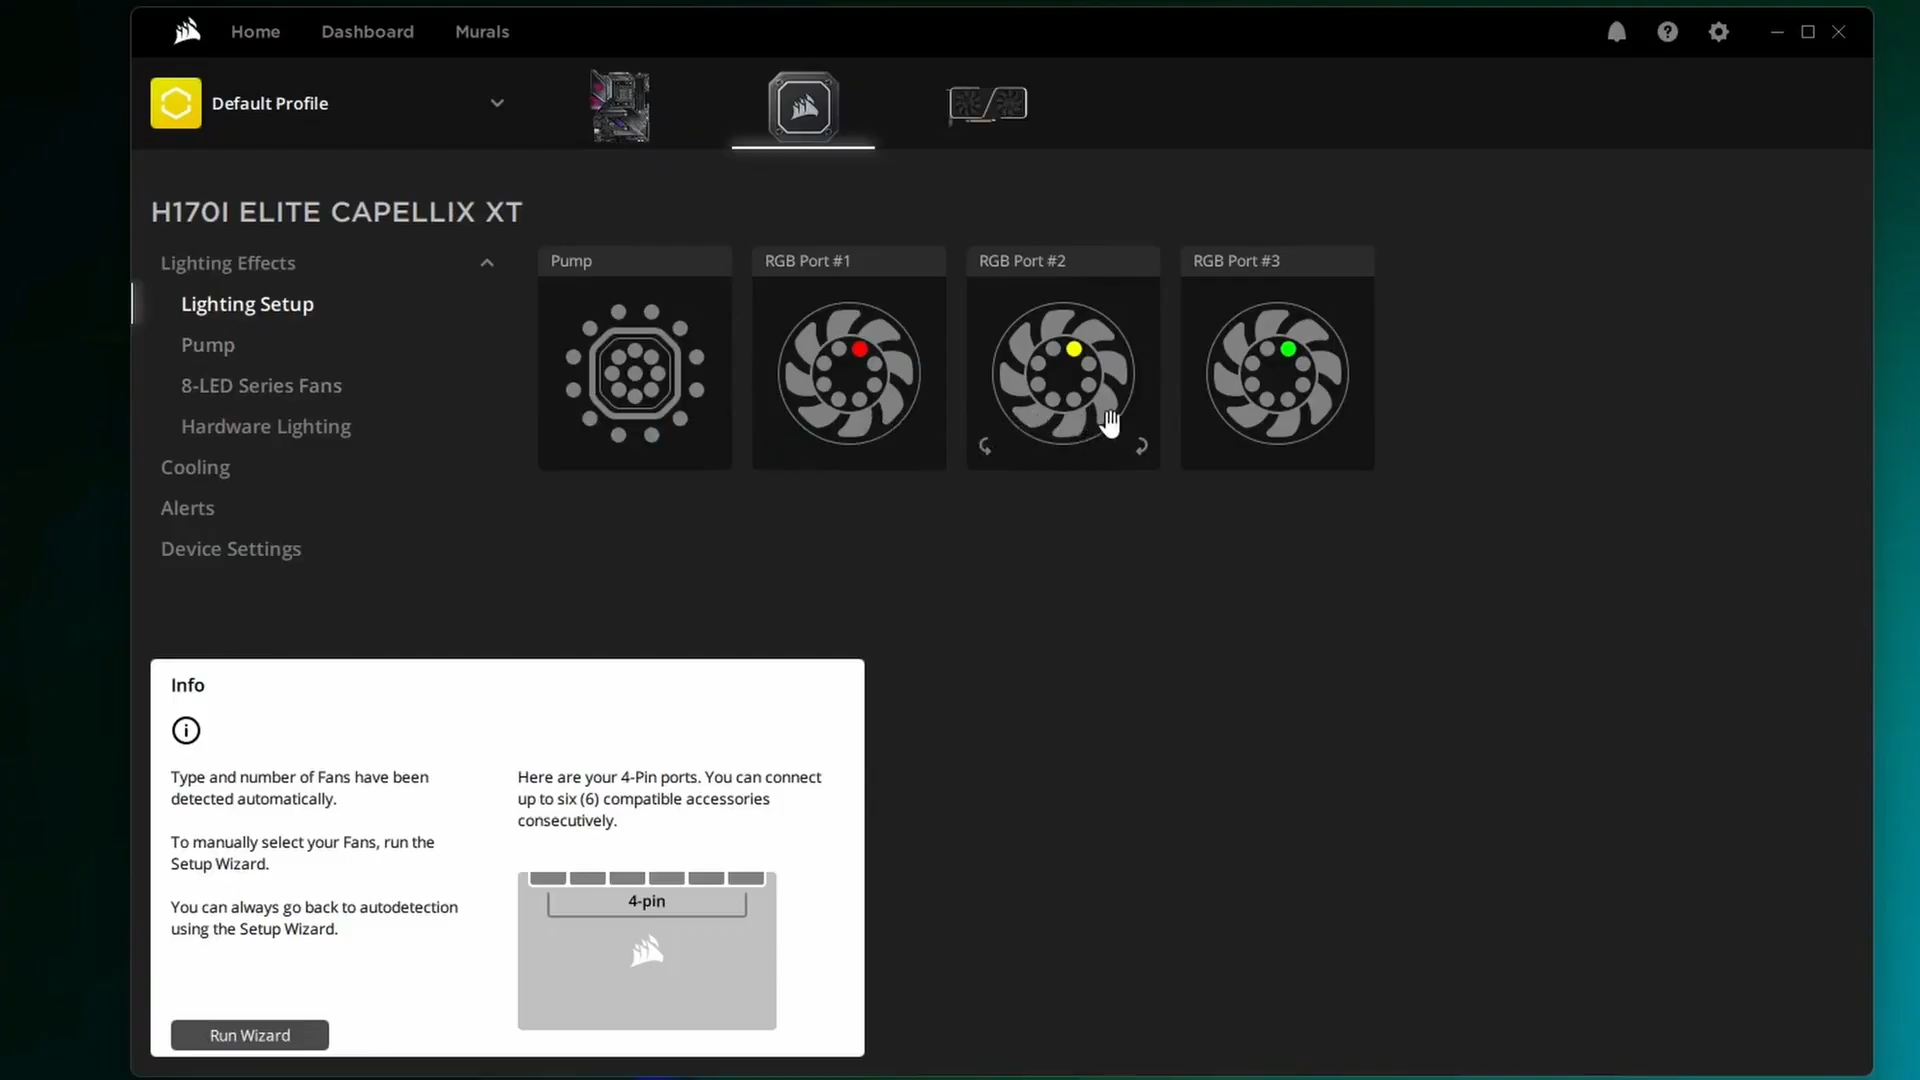 Home Dashboard Murals
Default Profile
H170I ELITE CAPELLIX XT
Lighting Effects
Lighting Setup
Pump
8-LED Series Fans
Hardware Lighting
Cooling
Alerts
Device Settings
Pump
RGB Port #1
RGB Port #2
RGB Port #3
Info
Type and number of Fans have been
detected automatically.
To manually select your Fans, run the
Setup Wizard.
You can always go back to autodetection
using the Setup Wizard.
Run Wizard
Here are your 4-Pin ports. You can connect
up to six (6) compatible accessories
consecutively.
4-pin